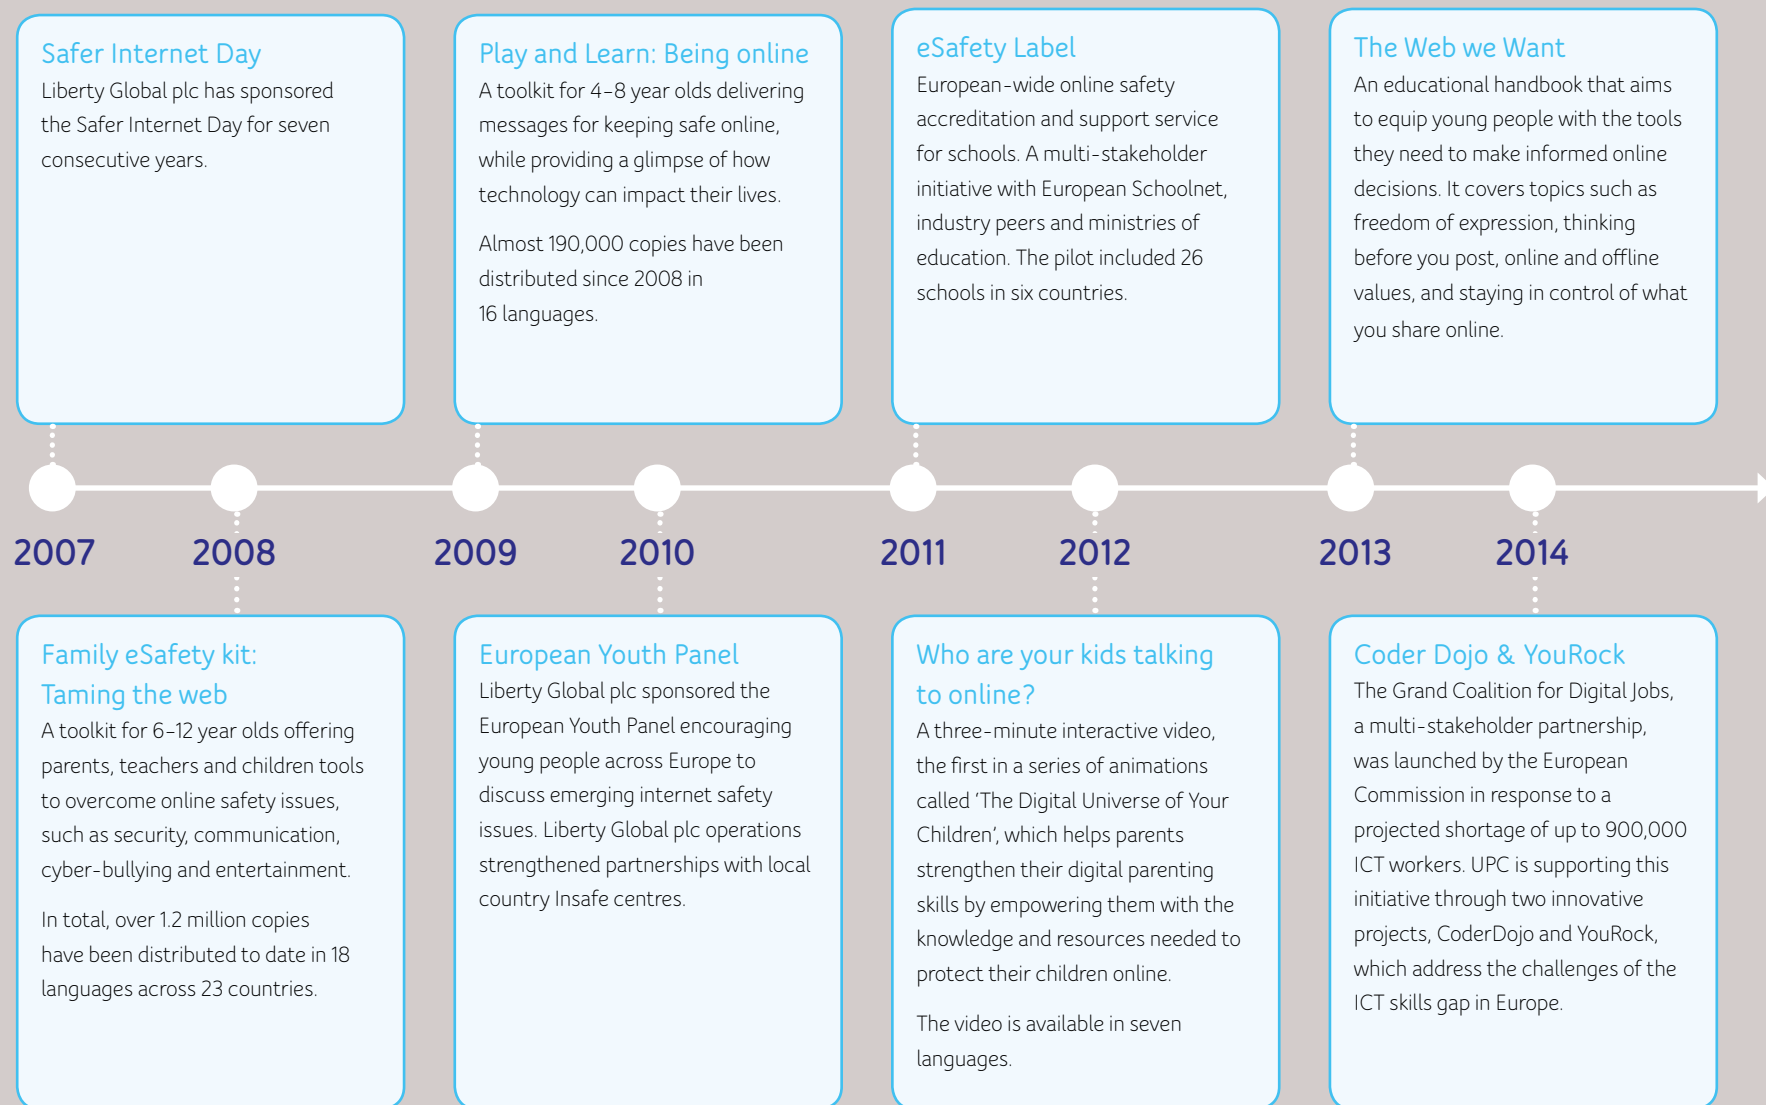 Safer Internet Day
Liberty Global plc has sponsored
the Safer Internet Day for seven
consecutive years.
Play and Learn: Being online
A toolkit for 4–8 year olds delivering
messages for keeping safe online,
while providing a glimpse of how
technology can impact their lives.
Almost 190,000 copies have been
distributed since 2008 in
16 languages.
eSafety Label
European-wide online safety
accreditation and support service
for schools. A multi-stakeholder
initiative with European Schoolnet,
industry peers and ministries of
education. The pilot included 26
schools in six countries.
The Web we Want
An educational handbook that aims
to equip young people with the tools
they need to make informed online
decisions. It covers topics such as
freedom of expression, thinking
before you post, online and offline
values, and staying in control of what
you share online.
2007
2008
2009
2010
2011
2012
2013
2014
Family eSafety kit:
Taming the web
A toolkit for 6–12 year olds offering
parents, teachers and children tools
to overcome online safety issues,
such as security, communication,
cyber-bullying and entertainment.
In total, over 1.2 million copies
have been distributed to date in 18
languages across 23 countries.
European Youth Panel
Liberty Global plc sponsored the
European Youth Panel encouraging
young people across Europe to
discuss emerging internet safety
issues. Liberty Global plc operations
strengthened partnerships with local
country Insafe centres.
Who are your kids talking
to online?
A three-minute interactive video,
the first in a series of animations
called ‘The Digital Universe of Your
Children’, which helps parents
strengthen their digital parenting
skills by empowering them with the
knowledge and resources needed to
protect their children online.
The video is available in seven
languages.
Coder Dojo & YouRock
The Grand Coalition for Digital Jobs,
a multi-stakeholder partnership,
was launched by the European
Commission in response to a
projected shortage of up to 900,000
ICT workers. UPC is supporting this
initiative through two innovative
projects, CoderDojo and YouRock,
which address the challenges of the
ICT skills gap in Europe.